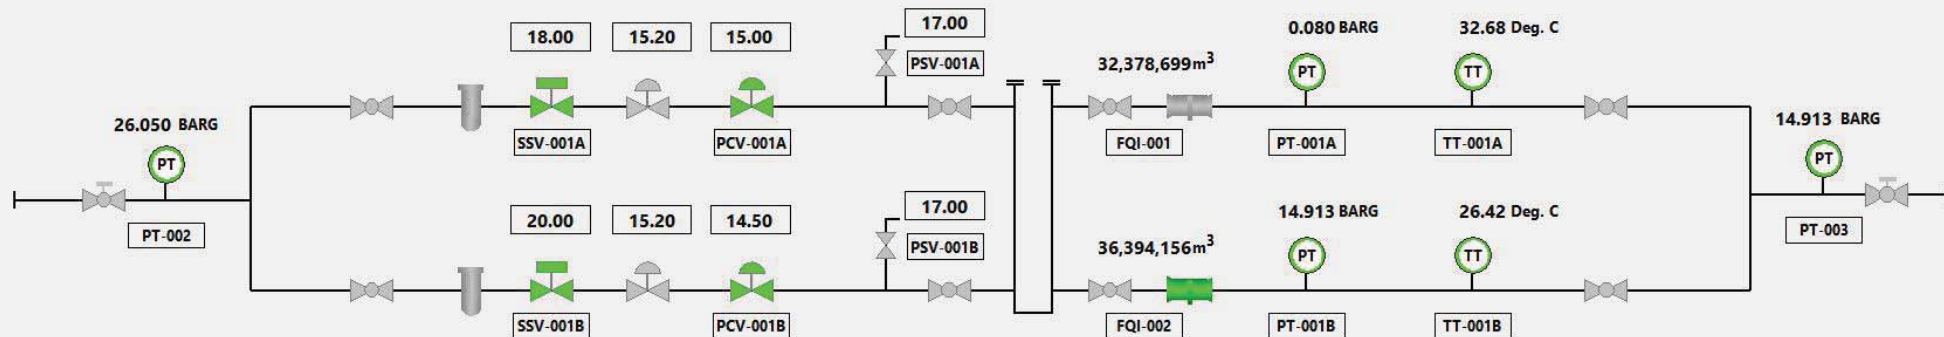 18.00
15.20
15.00
17.00
PSV-001A
0.080 BARG
32.68 Deg. C
32,378,699m³
PT
TT
26.050 BARG
PT
PT-002
SSV-001A
PCV-001A
FQI-001
PT-001A
TT-001A
14.913 BARG
PT
PT-003
20.00
15.20
14.50
17.00
PSV-001B
14.913 BARG
26.42 Deg. C
36,394,156m³
PT
TT
SSV-001B
PCV-001B
FQI-002
PT-001B
TT-001B